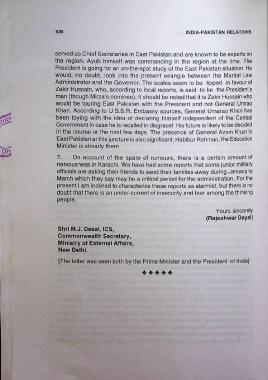 530 INDIA-PAKISTAN RELATIONS
served as Chief Secretaries in East Pakistan and are known to be experts on
the region. Ayub himself was commanding in the region at the time. The
President is going for an on-the-spot study of the East Pakistan situation. He
would, no doubt, look into the present wrangle between the Martial Law
Administrator and the Governor. The scales seem to be tipped in favour of
Zakir Hussain, who, according to local reports, is said to be the President's
man (though Mirza's nominee). It should be noted that it is Zakir Hussain who
would be touring East Pakistan with the President and not General Umrao
Khan. According to U.S.S.R. Embassy sources, General Umarao Khan has
been toying with the idea of declaring himself independent of the Central
Government in case he is recalled in disgrace! His future is likely to be decided
in the course or the next few days. The presence of General Azam Khan in
East Pakistan at this juncture is also significant; Habibur Rahman, the Education
Minister is already there.
7. On account of the spate of rumours, there is a certain amount of
nervousness in Karachi. We have had some reports that some junior military
officials are asking their friends to send their families away during January to
March which they say may be a critical period for the administration. For the
present I am inclined to characterize these reports as alarmist; but there is no
doubt that there is an under-current of insecurity and fear among the thinking
people.
Yours sincerely
(Rajeshwar Dayal)
Shri M.J. Desai, ICS,
Commonwealth Secretary,
Ministry of External Affairs,
New Delhi.
[The letter was seen both by the Prime Minister and the President of India]